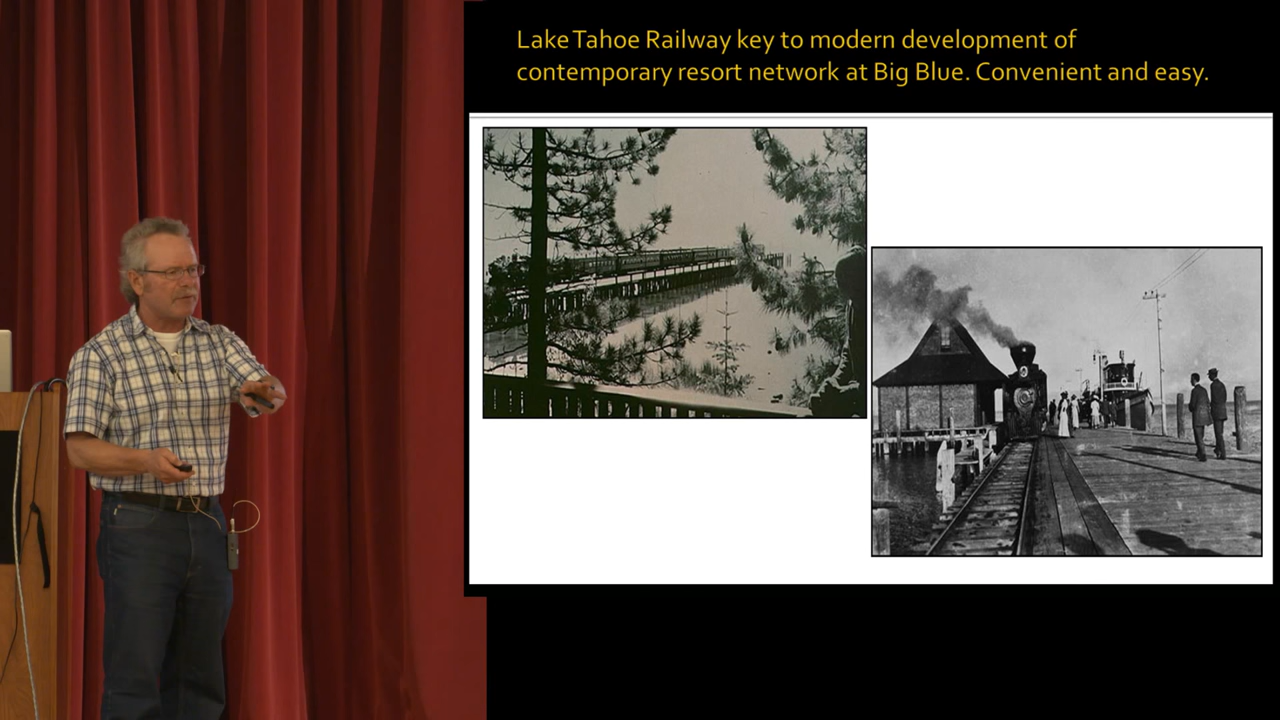 Lake Tahoe Railway key to modern development of
contemporary resort network at Big Blue. Convenient and easy.